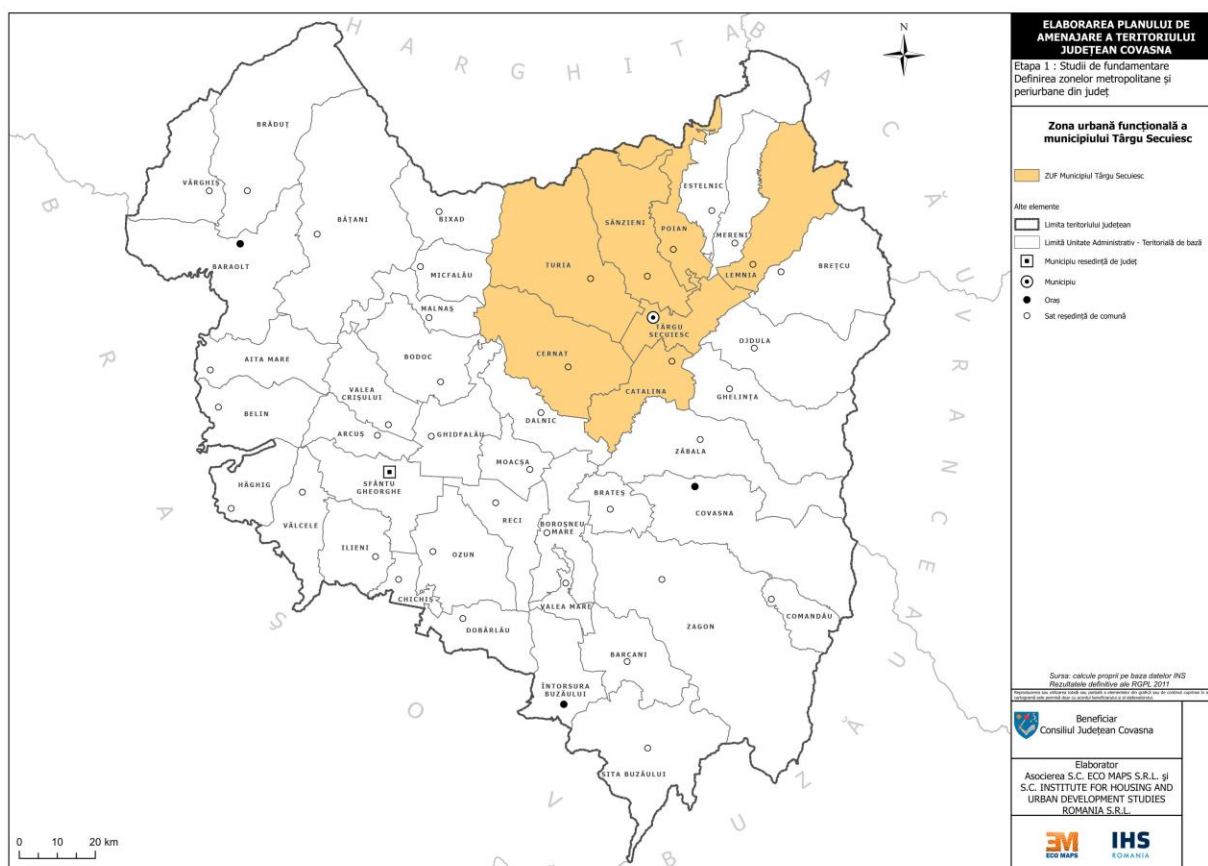 HARGHITA
BACĂU
VRANCEA
BUZĂU
BRAȘOV
N
BRĂDUȚ
VÂRGHIȘ
BĂȚANI
BIXAD
ESTELNIC
SÂNZIENI
POIAN
MERENI
BARAOLT
MICFALĂU
TURIA
LEMNIA
BREȚCU
MALNAȘ
TÂRGU
SECUIESC
OJDULA
AITA MARE
BODOC
CERNAT
VALEA
CRIȘULUI
CATALINA
GHELINȚA
BELIN
DALNIC
ARCUȘ
GHIDFALĂU
ZĂBALA
MOACȘA
HĂGHIG
SFÂNTU
GHEORGHE
BRATEȘ
COVASNA
VÂLCELE
RECI
BOROȘNEU
MARE
ILIENI
OZUN
CHICHIȘ
VALEA MARE
COMANDĂU
DOBÂRLĂU
ZAGON
BARCANI
ÎNTORSURA
BUZĂULUI
SITA BUZĂULUI
0 10 20 km
ELABORAREA PLANULUI DE
AMENAJARE A TERITORIULUI
JUDEȚEAN COVASNA
Etapa 1 : Studii de fundamentare
Definirea zonelor metropolitane și
periurbane din județ
Zona urbană funcțională a
municipiului Târgu Secuiesc
ZUF Municipiul Târgu Secuiesc
Alte elemente
Limita teritoriului județean
Limită Unitate Administrativ - Teritorială de bază
Municipiu resedință de județ
Municipiu
Oraș
Sat reședință de comună
Sursa: calcule proprii pe baza datelor INS
Rezultatele definitive ale RGPL 2011
Beneficiar
Consiliul Județean Covasna
Elaborator
Asocierea S.C. ECO MAPS S.R.L. și
S.C. INSTITUTE FOR HOUSING AND
URBAN DEVELOPMENT STUDIES
ROMANIA S.R.L.
EM
ECO MAPS
IHS
ROMANIA